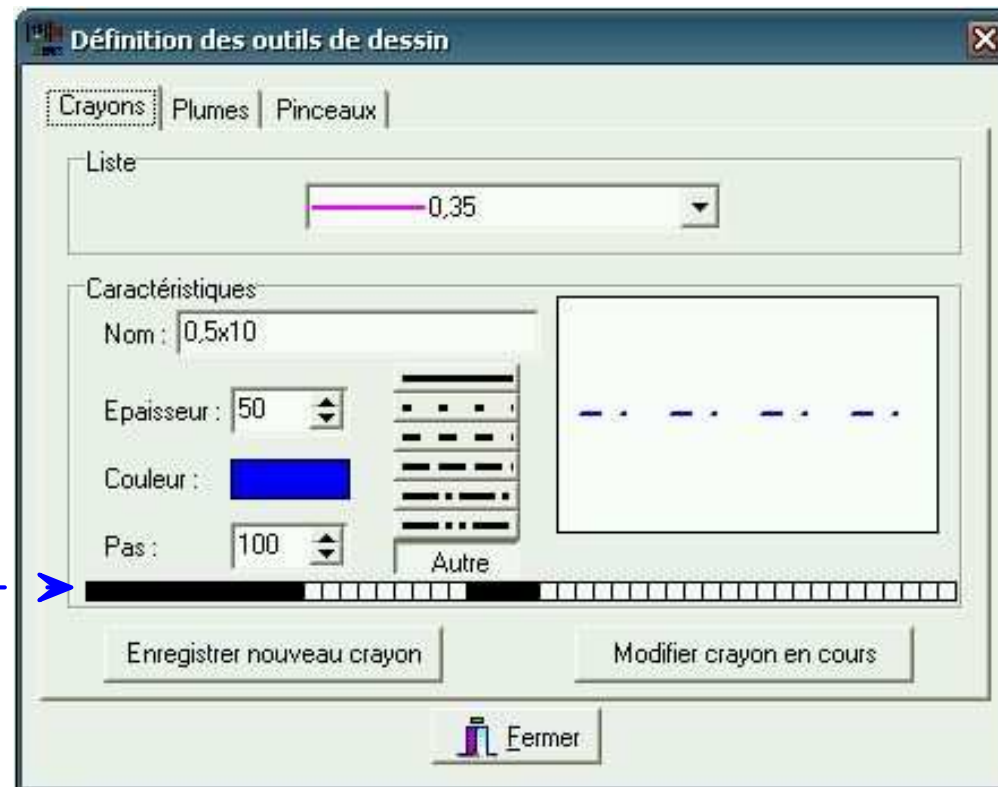 Définition des outils de dessin
Crayons Plumes Pinceaux
Liste
0,35
Caractéristiques
Nom : 0,5x10
Epaisseur : 50
Couleur :
Pas : 100
Autre
Enregistrer nouveau crayon Modifier crayon en cours
Fermer